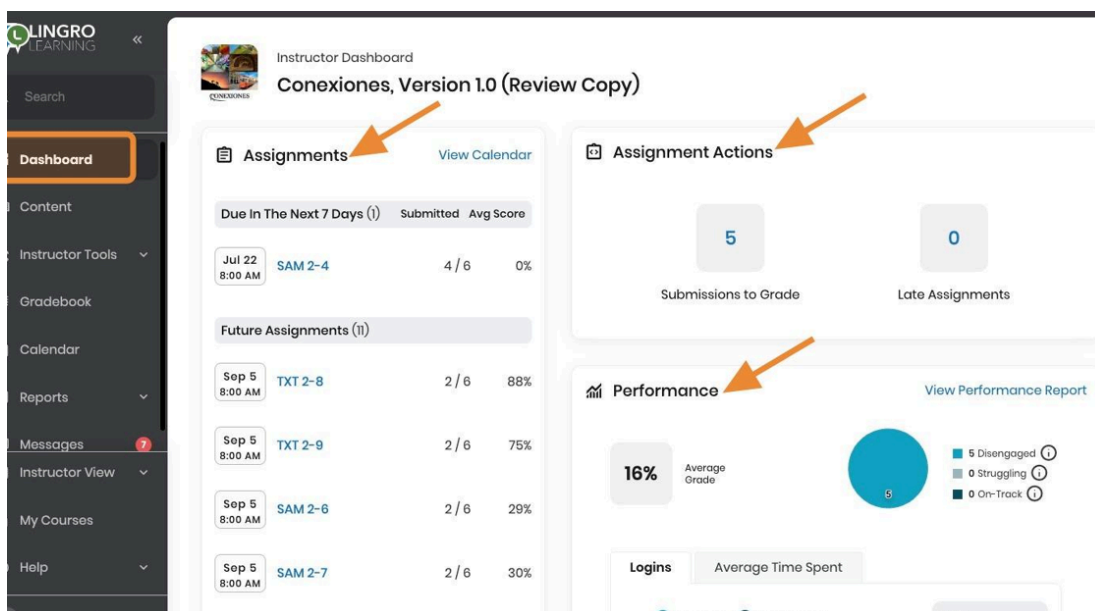 LINGRO
LEARNING
«
Search
Dashboard
Content
Instructor Tools
Gradebook
Calendar
Reports
Messages 7
Instructor View
My Courses
Help
CONEXIONES
Instructor Dashboard
Conexiones, Version 1.0 (Review Copy)
Assignments View Calendar
Due In The Next 7 Days (1) Submitted Avg Score
Jul 22
8:00 AM
SAM 2-4 4 / 6 0%
Future Assignments (11)
Sep 5
8:00 AM
TXT 2-8 2 / 6 88%
Sep 5
8:00 AM
TXT 2-9 2 / 6 75%
Sep 5
8:00 AM
SAM 2-6 2 / 6 29%
Sep 5
8:00 AM
SAM 2-7 2 / 6 30%
Assignment Actions
5 0
Submissions to Grade Late Assignments
Performance View Performance Report
16% Average
Grade
5
5 Disengaged
0 Struggling
0 On-Track
Logins Average Time Spent